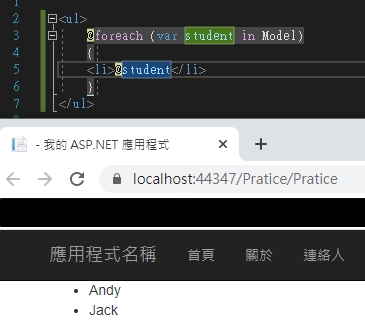 1
2 <ul>
3 @foreach (var student in Model)
4 {
5 <li>@student</li>
6 }
7 </ul>
- 我的 ASP.NET 應用程式
localhost:44347/Pratice/Pratice
應用程式名稱 首頁 關於 連絡人
• Andy
• Jack